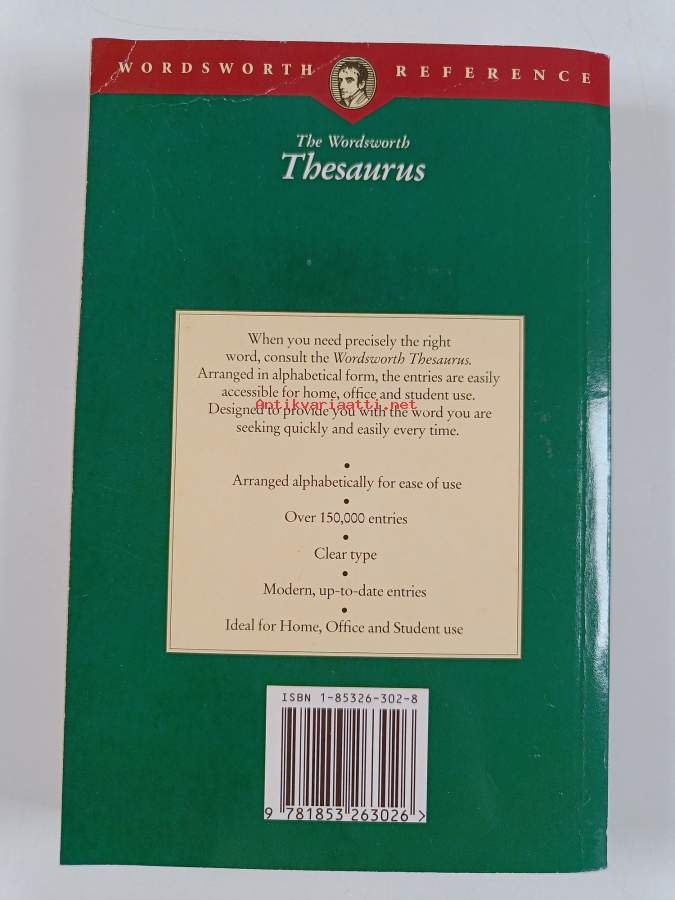 WORDSWORTH REFERENCE
The Wordsworth
Thesaurus
When you need precisely the right
word, consult the Wordsworth Thesaurus.
Arranged in alphabetical form, the entries are easily
accessible for home, office and student use.
Antikvariaatti.net
Designed to provide you with the word you are
seeking quickly and easily every time.
•
Arranged alphabetically for ease of use
•
Over 150,000 entries
•
Clear type
•
Modern, up-to-date entries
•
Ideal for Home, Office and Student use
ISBN 1-85326-302-8
9 781853 263026 >